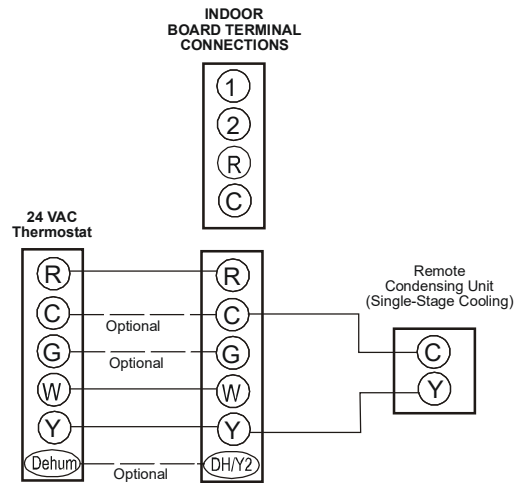 INDOOR
BOARD TERMINAL
CONNECTIONS
1
2
R
C
24 VAC
Thermostat
R
C
G
W
Y
Dehum
Optional
Optional
Optional
R
C
G
W
Y
DH/Y2
Remote
Condensing Unit
(Single-Stage Cooling)
C
Y